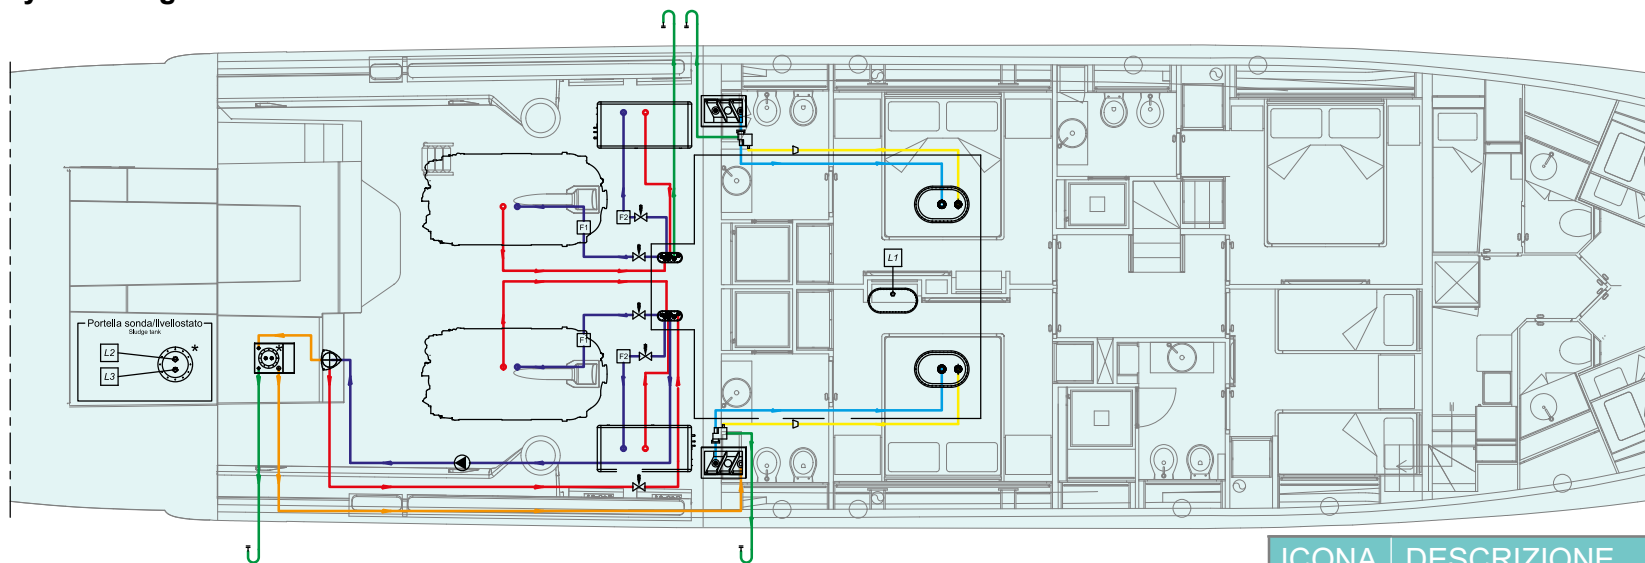 Portella sonda/livellostato
Sludge tank
L2
L3
*
*
F1
F2
F1
F2
L1
ICONA
DESCRIZIONE